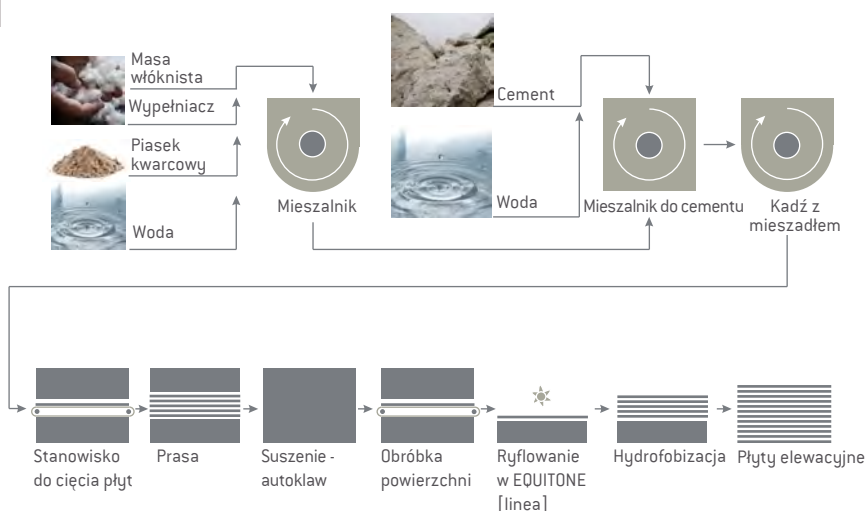 Masa
włóknista
Wypełniacz
Piasek
kwarcowy
Woda
Mieszalnik
Cement
Woda
Mieszalnik do cementu
Kadź z
mieszadłem
Stanowisko
do cięcia płyt
Prasa
Suszenie -
autoklaw
Obróbka
powierzchni
Ryflowanie
w EQUITONE
[linea]
Hydrofobizacja
Płyty elewacyjne